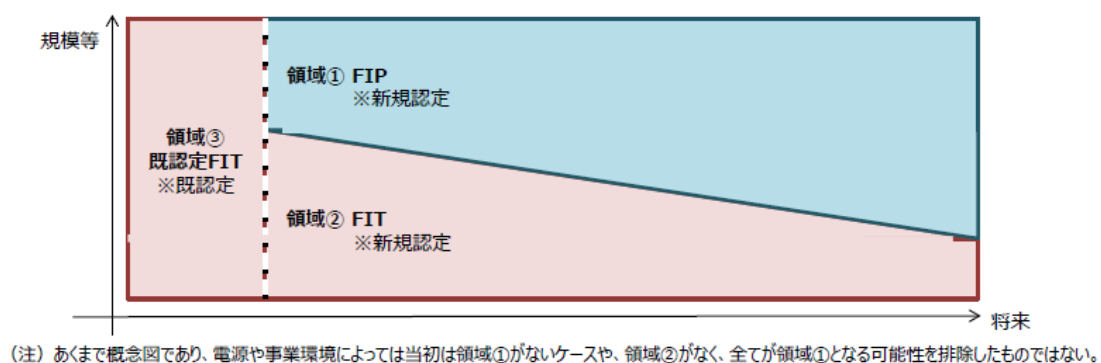 規模等
領域① FIP
※新規認定
領域③
既認定FIT
※既認定
領域② FIT
※新規認定
将来
（注）あくまで概念図であり、電源や事業環境によっては当初は領域①がないケースや、領域②がなく、全てが領域①となる可能性を排除したものではない。